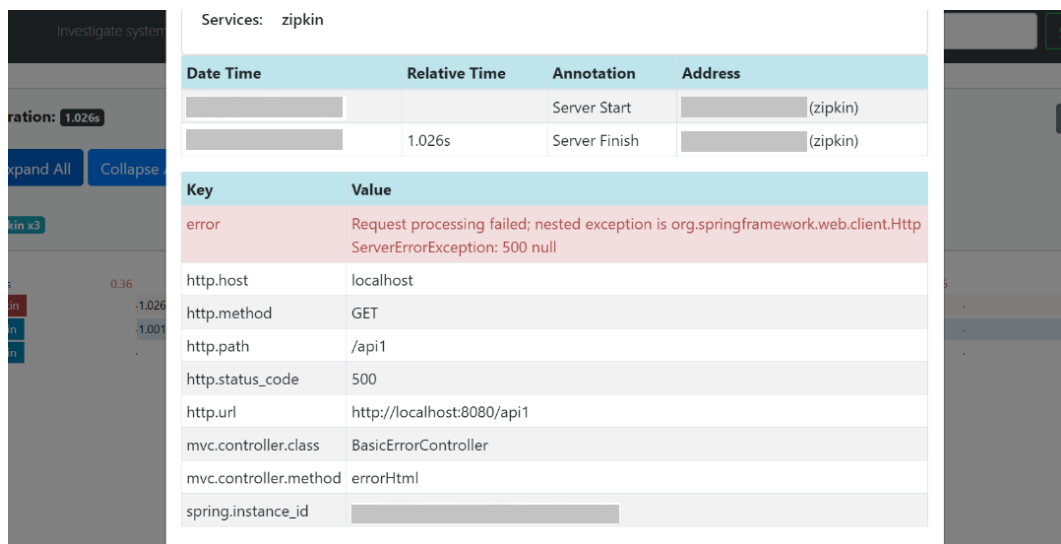 Services: zipkin
Investigate system
Date Time Relative Time Annotation Address
Server Start (zipkin)
ration: 1.026s
1.026s Server Finish (zipkin)
xpand All Collapse
Key Value
kin x3
error Request processing failed; nested exception is org.springframework.web.client.Http
ServerErrorException: 500 null
http.host localhost
0.36
http.method GET
in 1.026
http.path /api1
in 1.001
in
http.status_code 500
http.url http://localhost:8080/api1
mvc.controller.class BasicErrorController
mvc.controller.method errorHtml
spring.instance_id